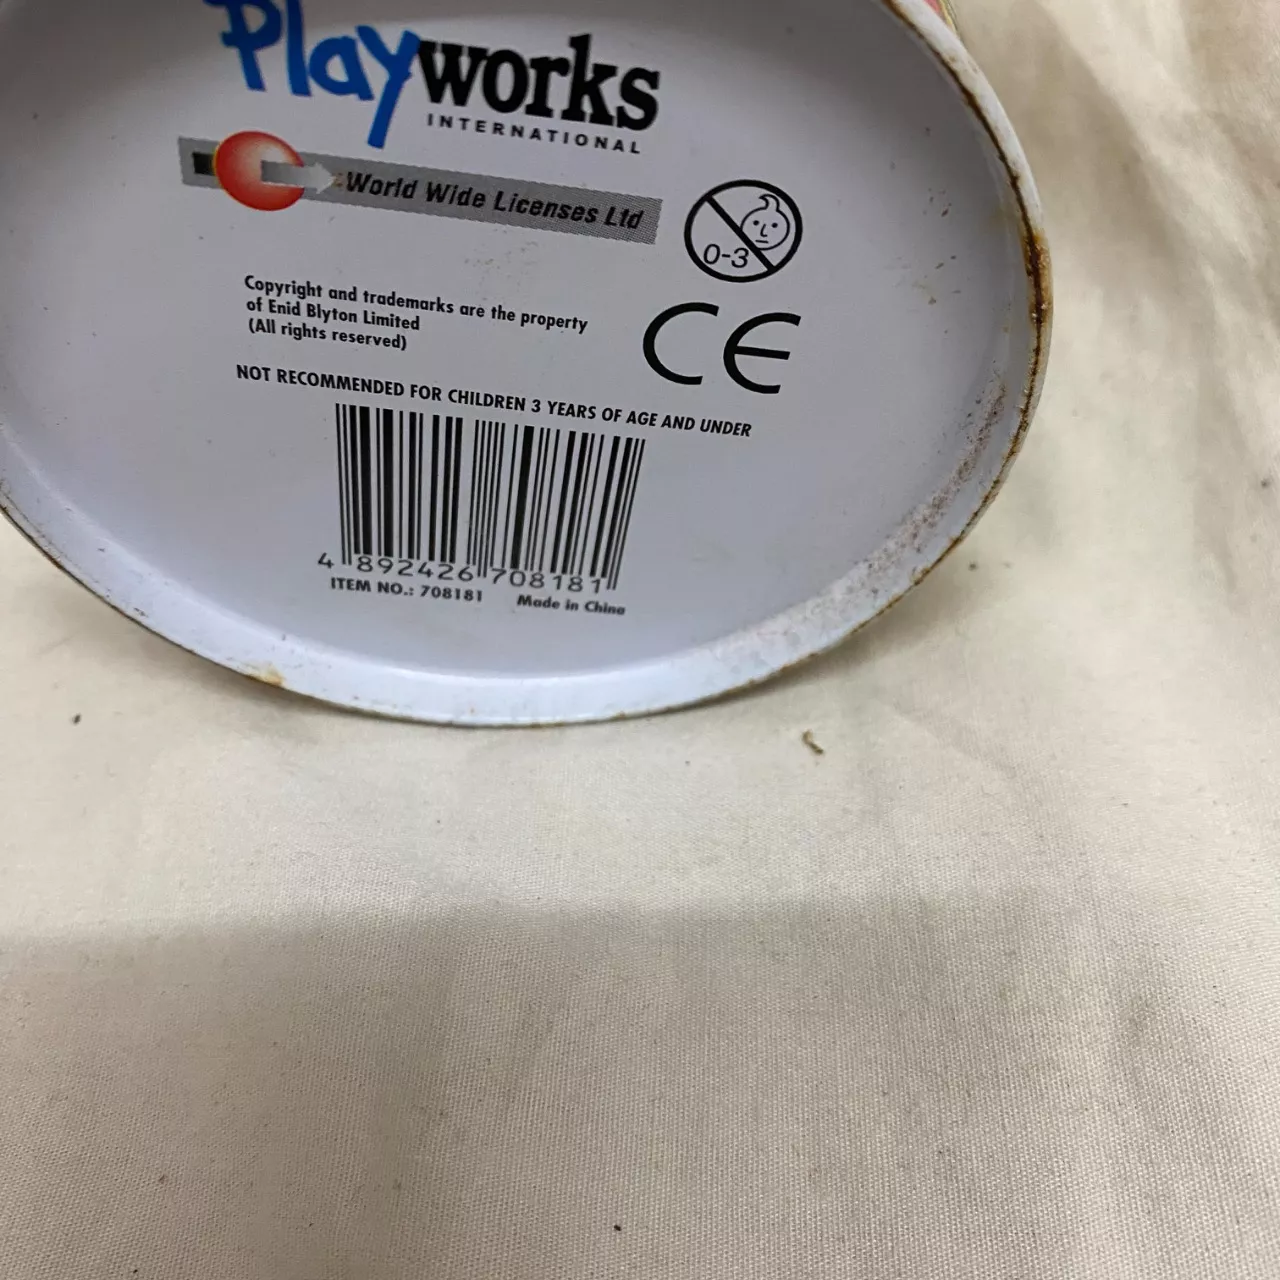 Playworks
INTERNATIONAL
World Wide Licenses Ltd
0-3
Copyright and trademarks are the property
of Enid Blyton Limited
(All rights reserved)
CE
NOT RECOMMENDED FOR CHILDREN 3 YEARS OF AGE AND UNDER
4 892426 708181
ITEM NO.: 708181 Made in China